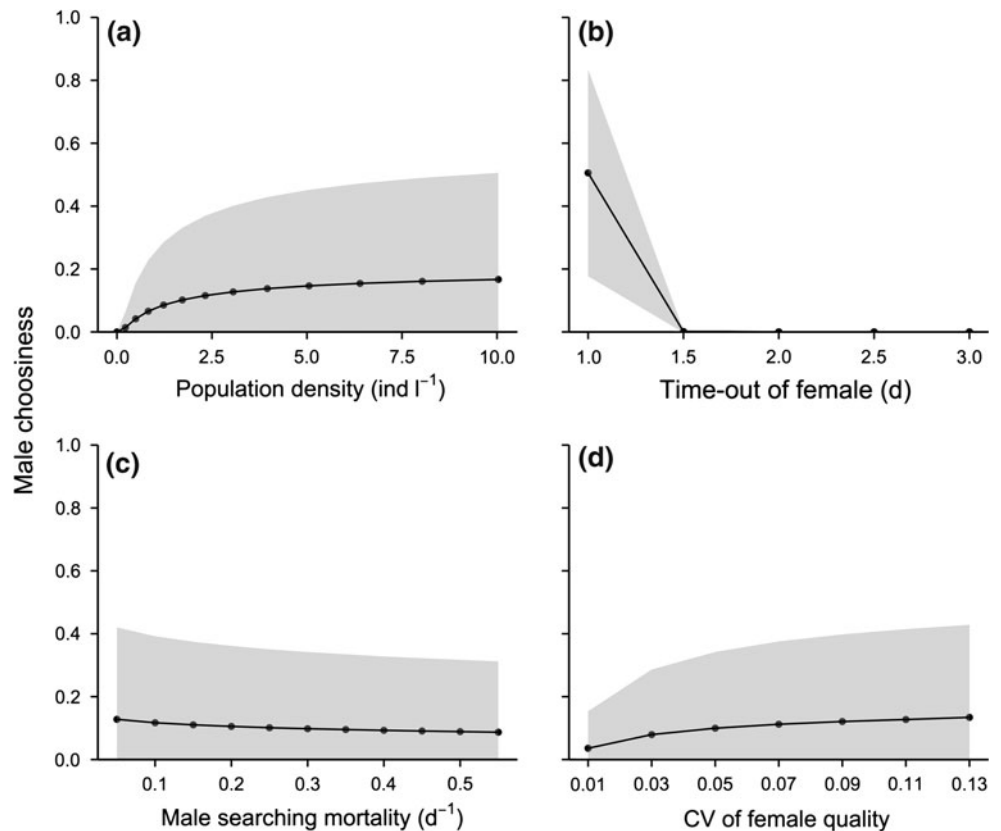 Male choosiness
(a)
1.0
0.8
0.6
0.4
0.2
0.0
0.0 2.5 5.0 7.5 10.0
Population density (ind l⁻¹)
(b)
1.0 1.5 2.0 2.5 3.0
Time-out of female (d)
(c)
1.0
0.8
0.6
0.4
0.2
0.0
0.1 0.2 0.3 0.4 0.5
Male searching mortality (d⁻¹)
(d)
0.01 0.03 0.05 0.07 0.09 0.11 0.13
CV of female quality